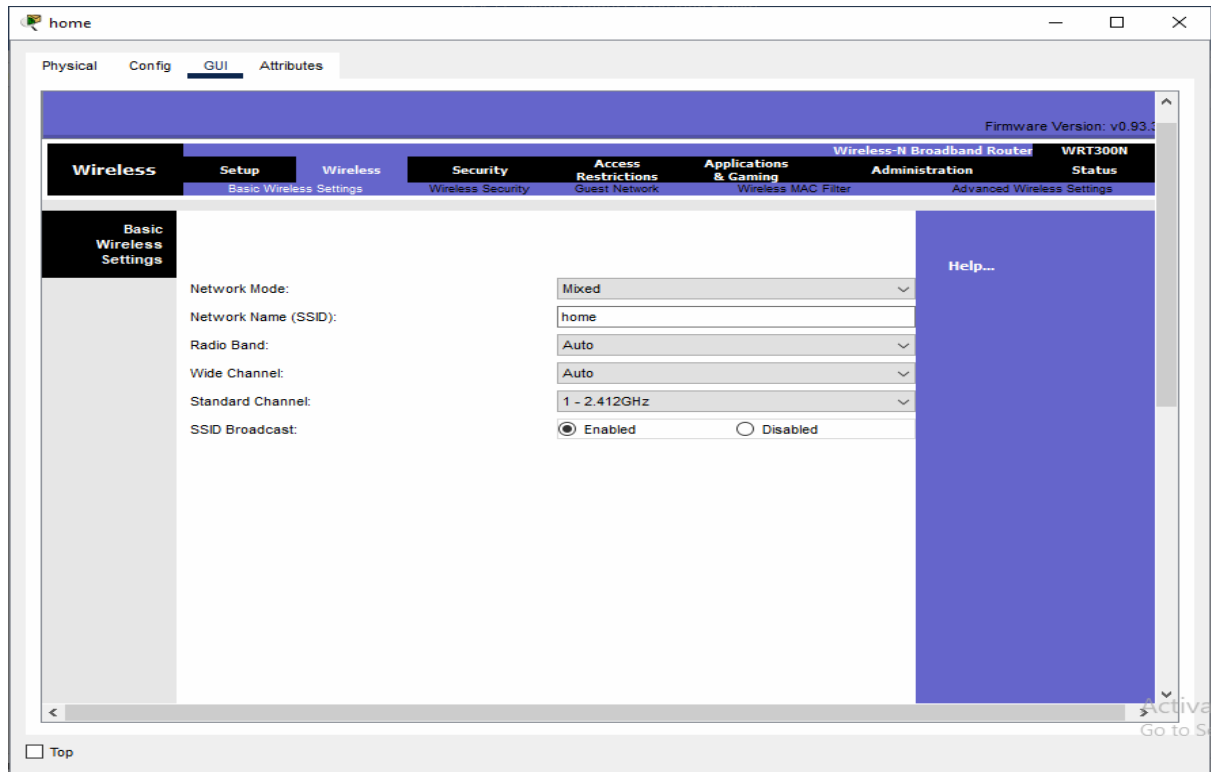 home
Physical Config GUI Attributes
Firmware Version: v0.93.3
Wireless-N Broadband Router WRT300N
Wireless Setup Wireless Security Access Restrictions Applications & Gaming Administration Status
Basic Wireless Settings Wireless Security Guest Network Wireless MAC Filter Advanced Wireless Settings
Basic
Wireless
Settings
Help...
Network Mode: Mixed
Network Name (SSID): home
Radio Band: Auto
Wide Channel: Auto
Standard Channel: 1 - 2.412GHz
SSID Broadcast: Enabled Disabled
Activa
Go to S
Top